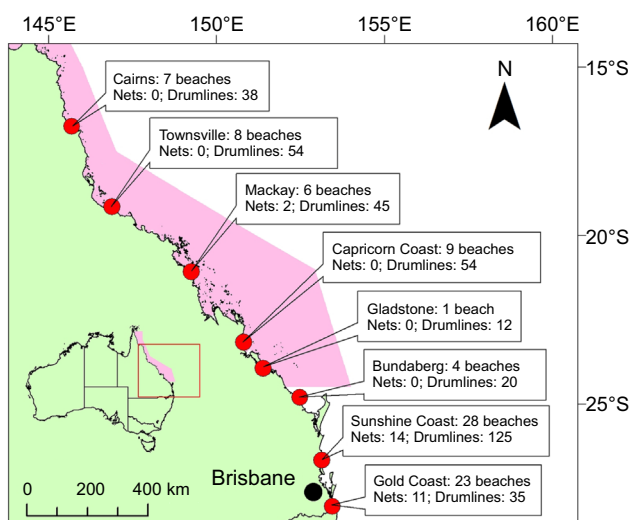 145°E 150°E 155°E 160°E
N
15°S
Cairns: 7 beaches
Nets: 0; Drumlines: 38
Townsville: 8 beaches
Nets: 0; Drumlines: 54
Mackay: 6 beaches
Nets: 2; Drumlines: 45
20°S
Capricorn Coast: 9 beaches
Nets: 0; Drumlines: 54
Gladstone: 1 beach
Nets: 0; Drumlines: 12
Bundaberg: 4 beaches
Nets: 0; Drumlines: 20
25°S
Sunshine Coast: 28 beaches
Nets: 14; Drumlines: 125
Brisbane
Gold Coast: 23 beaches
Nets: 11; Drumlines: 35
0 200 400 km